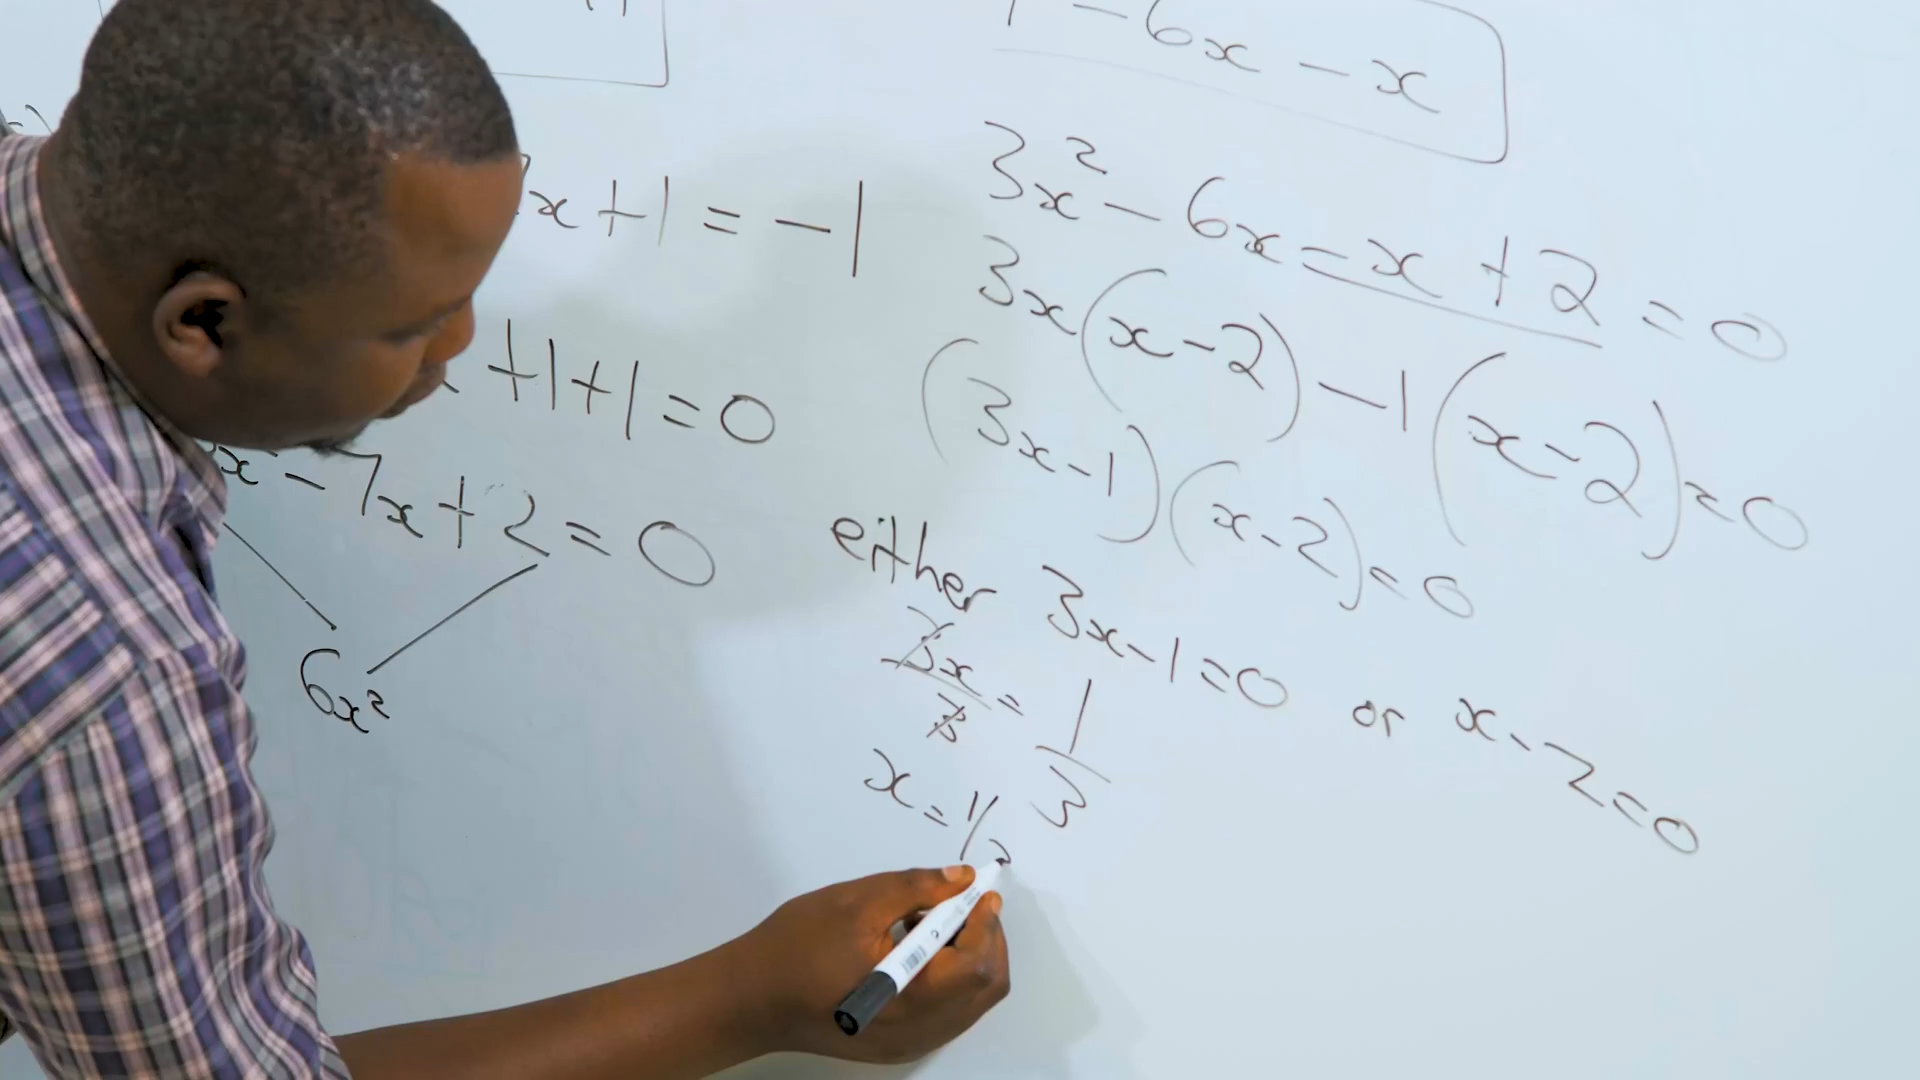 x + 1 = -1
+ 1 + 1 = 0
x - 7x + 2 = 0
6x²
- 6x - x
3x² - 6x = x + 2 = 0
3x(x - 2) - 1(x - 2) = 0
(3x - 1)(x - 2) = 0
either 3x - 1 = 0 or x - 2 = 0
3x/3 = 1/3
x = 1/